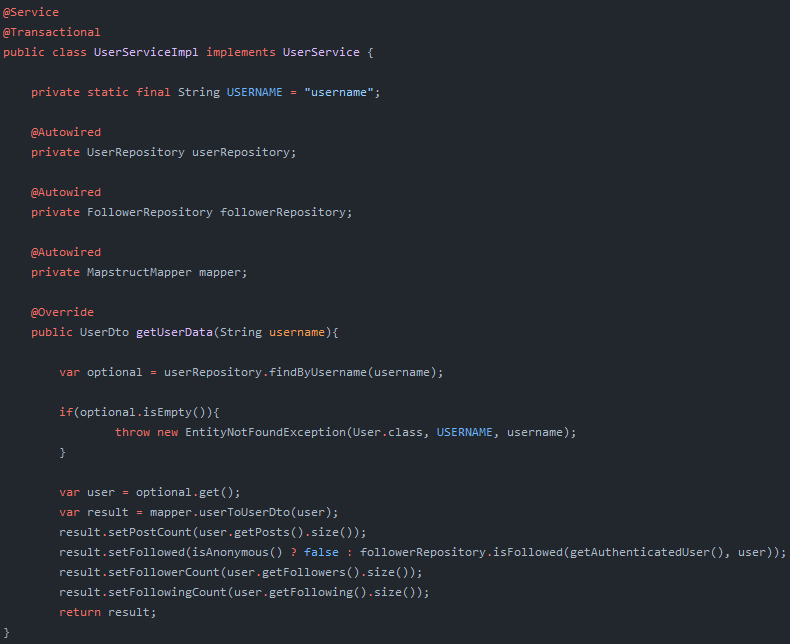 @Service
@Transactional
public class UserServiceImpl implements UserService {
private static final String USERNAME = "username";
@Autowired
private UserRepository userRepository;
@Autowired
private FollowerRepository followerRepository;
@Autowired
private MapstructMapper mapper;
@Override
public UserDto getUserData(String username){
var optional = userRepository.findByUsername(username);
if(optional.isEmpty()){
throw new EntityNotFoundException(User.class, USERNAME, username);
}
var user = optional.get();
var result = mapper.userToUserDto(user);
result.setPostCount(user.getPosts().size());
result.setFollowed(isAnonymous() ? false : followerRepository.isFollowed(getAuthenticatedUser(), user));
result.setFollowerCount(user.getFollowers().size());
result.setFollowingCount(user.getFollowing().size());
return result;
}